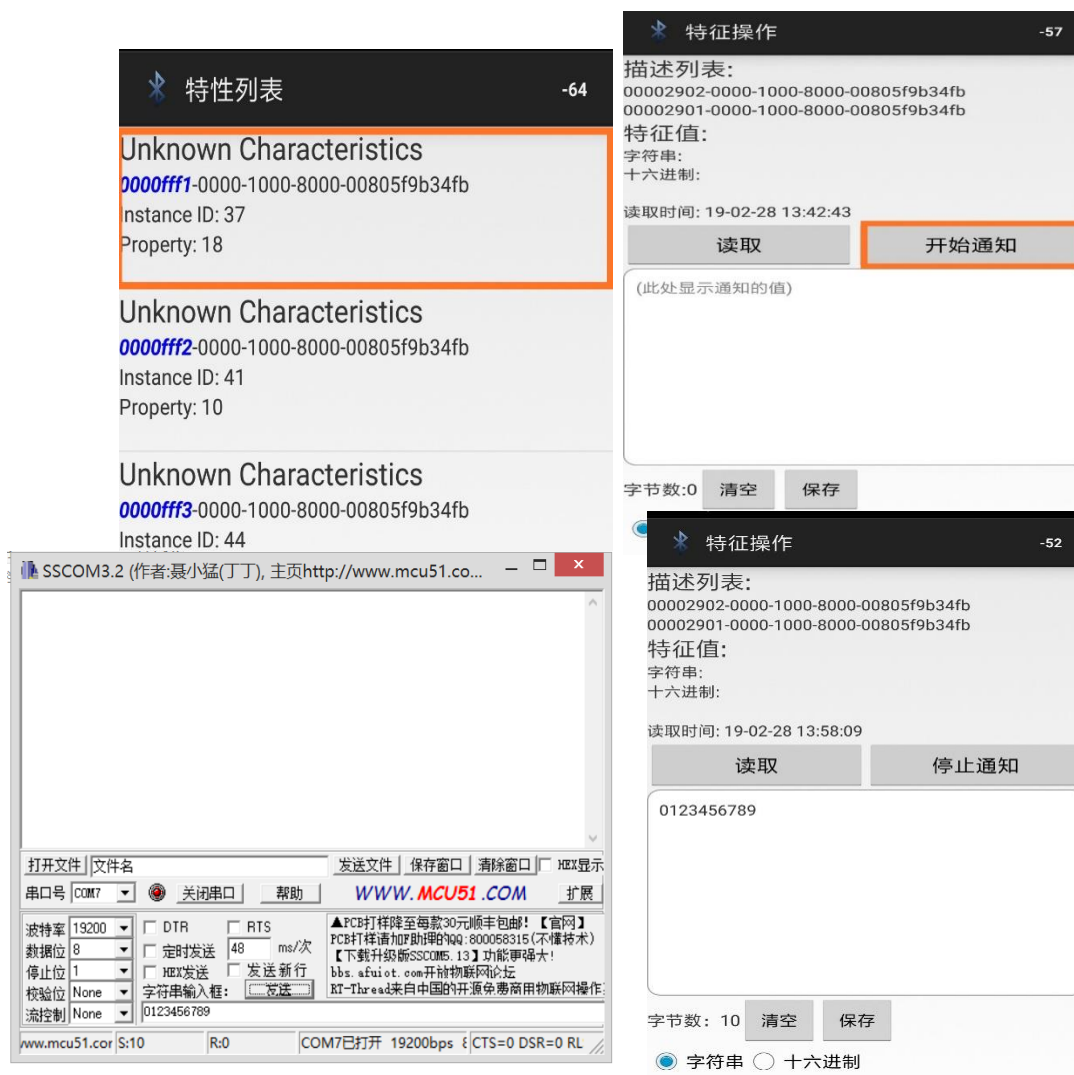 特性列表
-64
Unknown Characteristics
0000fff1-0000-1000-8000-00805f9b34fb
Instance ID: 37
Property: 18
Unknown Characteristics
0000fff2-0000-1000-8000-00805f9b34fb
Instance ID: 41
Property: 10
Unknown Characteristics
0000fff3-0000-1000-8000-00805f9b34fb
Instance ID: 44
特征操作
-57
描述列表:
00002902-0000-1000-8000-00805f9b34fb
00002901-0000-1000-8000-00805f9b34fb
特征值:
字符串:
十六进制:
读取时间: 19-02-28 13:42:43
读取
开始通知
(此处显示通知的值)
字节数:0
清空
保存
SSCOM3.2 (作者:聂小猛(丁丁), 主页http://www.mcu51.co...
打开文件
文件名
发送文件
保存窗口
清除窗口
HEX显示
串口号
COM7
关闭串口
帮助
WWW.MCU51.COM
扩展
波特率
19200
数据位
8
停止位
1
校验位
None
流控制
None
DTR
RTS
定时发送
48
ms/次
HEX发送
发送新行
字符串输入框:
发送
0123456789
▲PCB打样降至每款30元顺丰包邮!【官网】
PCB打样请加F助理的QQ:800058315(不懂技术)
【下载升级版SSCOM5.13】功能更强大!
bbs.afuiot.com开放物联网论坛
RT-Thread来自中国的开源免费商用物联网操作
www.mcu51.cor
S:10
R:0
COM7已打开 19200bps
CTS=0 DSR=0 RL
特征操作
-52
描述列表:
00002902-0000-1000-8000-00805f9b34fb
00002901-0000-1000-8000-00805f9b34fb
特征值:
字符串:
十六进制:
读取时间: 19-02-28 13:58:09
读取
停止通知
0123456789
字节数: 10
清空
保存
字符串
十六进制